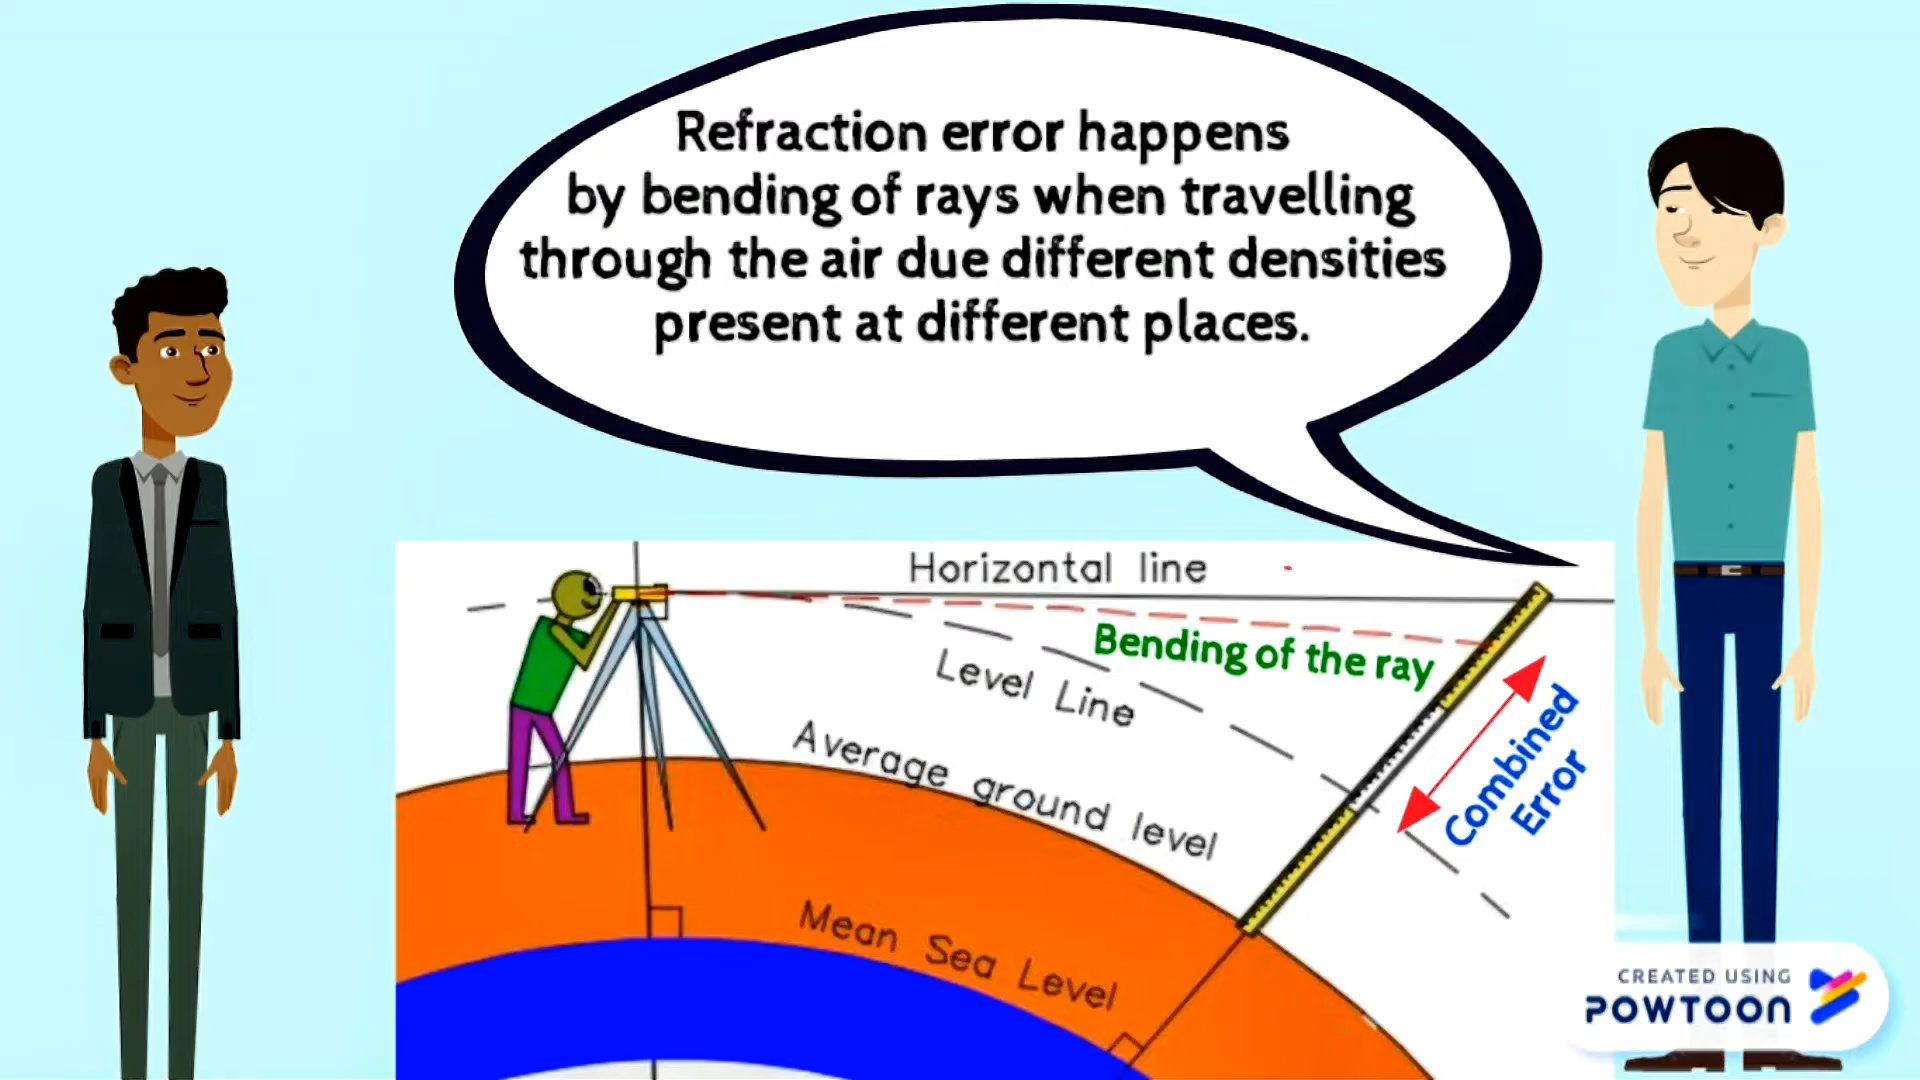 Refraction error happens
by bending of rays when travelling
through the air due different densities
present at different places.
Horizontal line
Bending of the ray
Level Line
Average ground level
Combined
Error
Mean Sea Level
CREATED USING
POWTOON